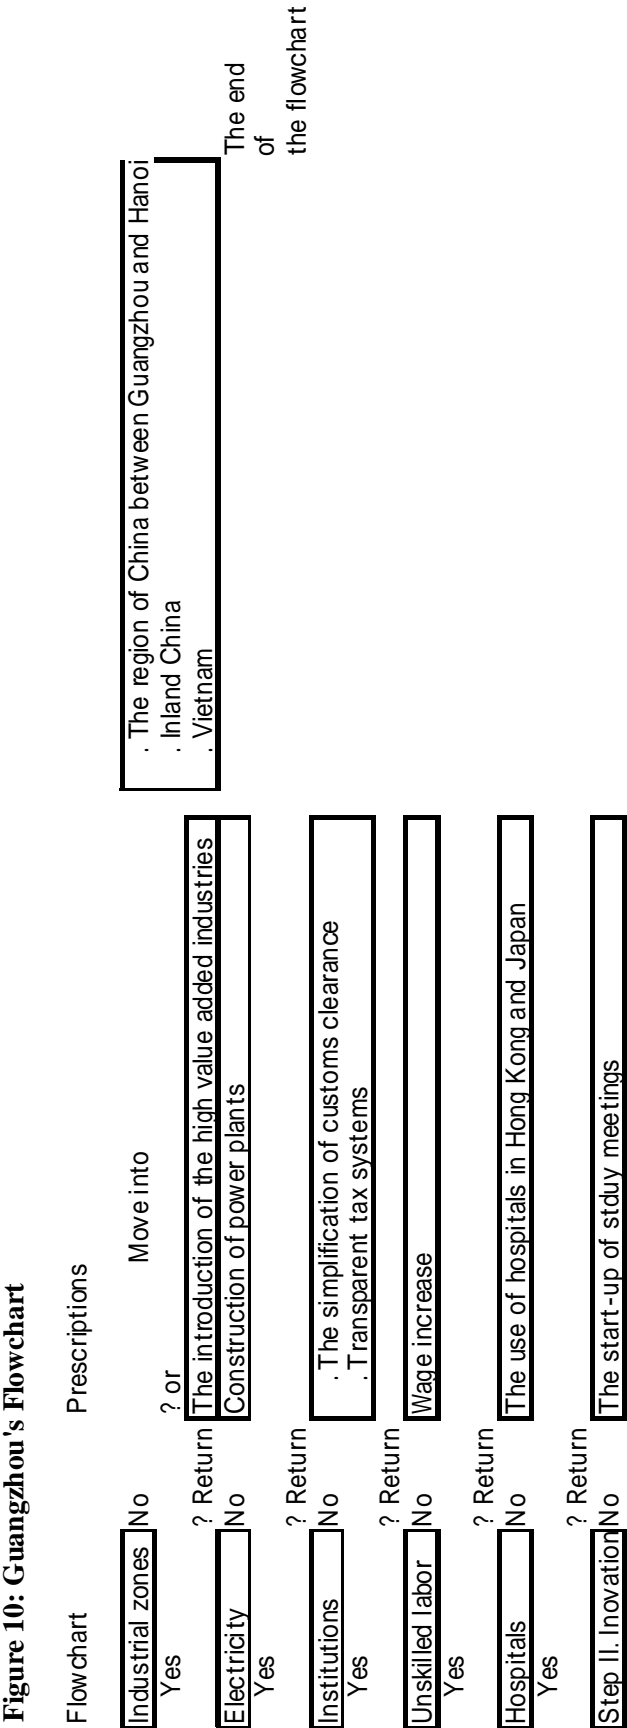 Figure 10: Guangzhou's Flowchart
Flowchart
Prescriptions
Industrial zones
No
Move into
. The region of China between Guangzhou and Hanoi
Yes
? or
. Inland China
? Return
The introduction of the high value added industries
. Vietnam
Electricity
No
Construction of power plants
The end
Yes
of
? Return
the flowchart
Institutions
No
. The simplification of customs clearance
Yes
. Transparent tax systems
? Return
Unskilled labor
No
Wage increase
Yes
? Return
Hospitals
No
The use of hospitals in Hong Kong and Japan
Yes
? Return
Step II. Inovation
No
The start-up of stduy meetings